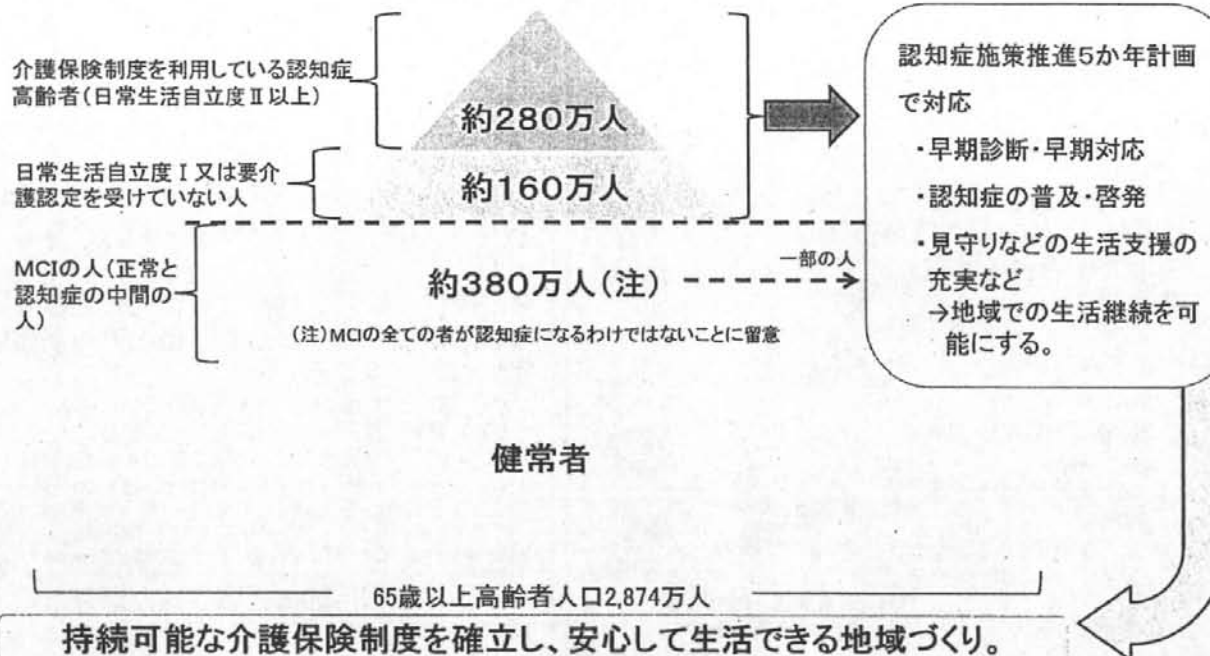 介護保険制度を利用している認知症
高齢者(日常生活自立度Ⅱ以上)
約280万人
日常生活自立度Ⅰ又は要介
護認定を受けていない人
約160万人
MCIの人(正常と
認知症の中間の
人)
約380万人(注)
一部の人
(注)MCIの全ての者が認知症になるわけではないことに留意
認知症施策推進5か年計画
で対応
・早期診断・早期対応
・認知症の普及・啓発
・見守りなどの生活支援の
充実など
→地域での生活継続を可
能にする。
健常者
65歳以上高齢者人口2,874万人
持続可能な介護保険制度を確立し、安心して生活できる地域づくり。